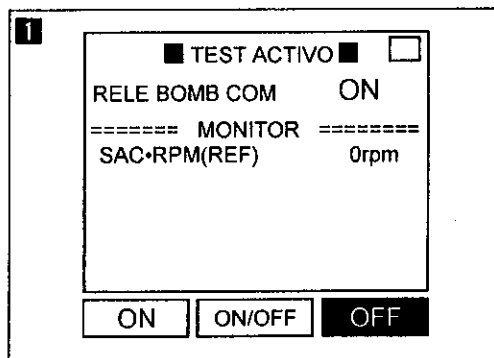 1
■ TEST ACTIVO ■
RELE BOMB COM ON
======= MONITOR ========
SAC•RPM(REF) 0rpm
ON ON/OFF OFF